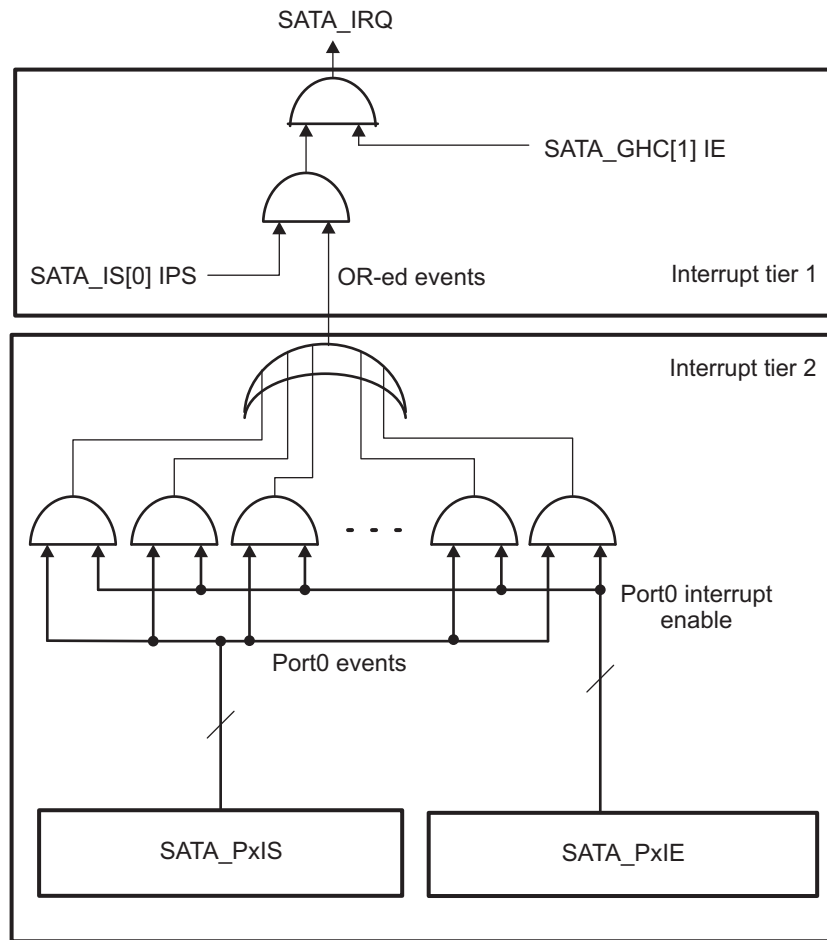 SATA_IRQ
SATA_GHC[1] IE
SATA_IS[0] IPS
OR-ed events
Interrupt tier 1
Interrupt tier 2
Port0 interrupt
enable
Port0 events
SATA_PxIS
SATA_PxIE